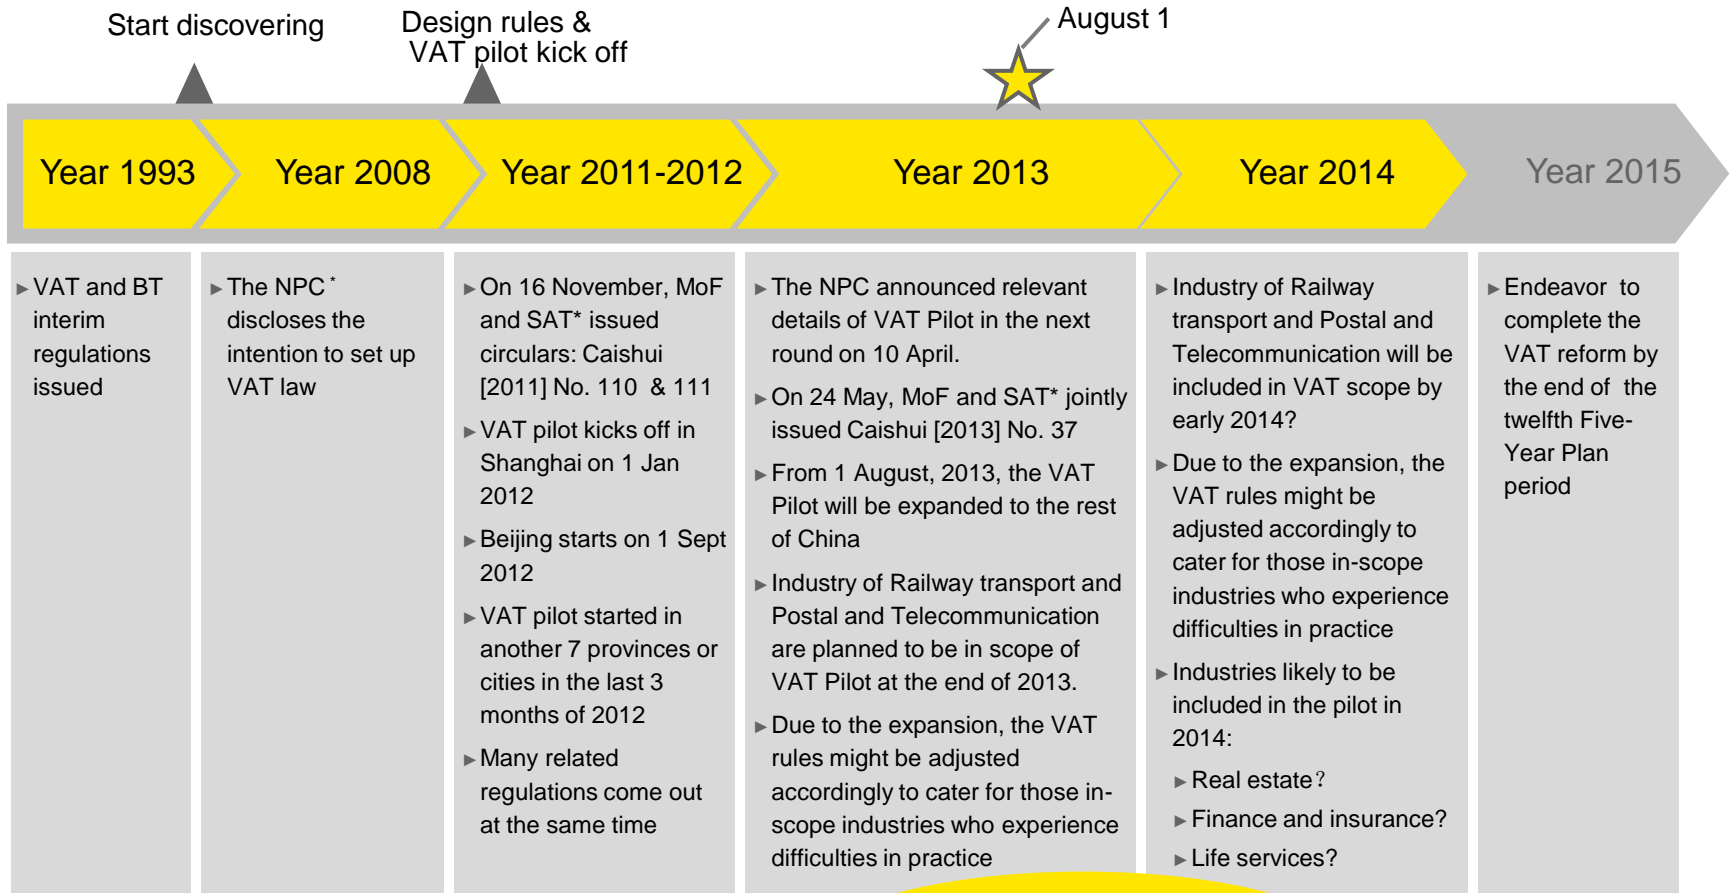 Start discovering
Design rules &
VAT pilot kick off
August 1
Year 1993
Year 2008
Year 2011-2012
Year 2013
Year 2014
Year 2015
►VAT and BT
interim
regulations
issued
►The NPC*
discloses the
intention to set up
VAT law
►On 16 November, MoF
and SAT* issued
circulars: Caishui
[2011] No. 110 & 111
►VAT pilot kicks off in
Shanghai on 1 Jan
2012
►Beijing starts on 1 Sept
2012
►VAT pilot started in
another 7 provinces or
cities in the last 3
months of 2012
►Many related
regulations come out
at the same time
►The NPC announced relevant
details of VAT Pilot in the next
round on 10 April.
►On 24 May, MoF and SAT* jointly
issued Caishui [2013] No. 37
►From 1 August, 2013, the VAT
Pilot will be expanded to the rest
of China
►Industry of Railway transport and
Postal and Telecommunication
are planned to be in scope of
VAT Pilot at the end of 2013.
►Due to the expansion, the VAT
rules might be adjusted
accordingly to cater for those in-
scope industries who experience
difficulties in practice
►Industry of Railway
transport and Postal and
Telecommunication will be
included in VAT scope by
early 2014?
►Due to the expansion, the
VAT rules might be
adjusted accordingly to
cater for those in-scope
industries who experience
difficulties in practice
►Industries likely to be
included in the pilot in
2014:
►Real estate？
►Finance and insurance?
►Life services?
►Endeavor to
complete the
VAT reform by
the end of the
twelfth Five-
Year Plan
period